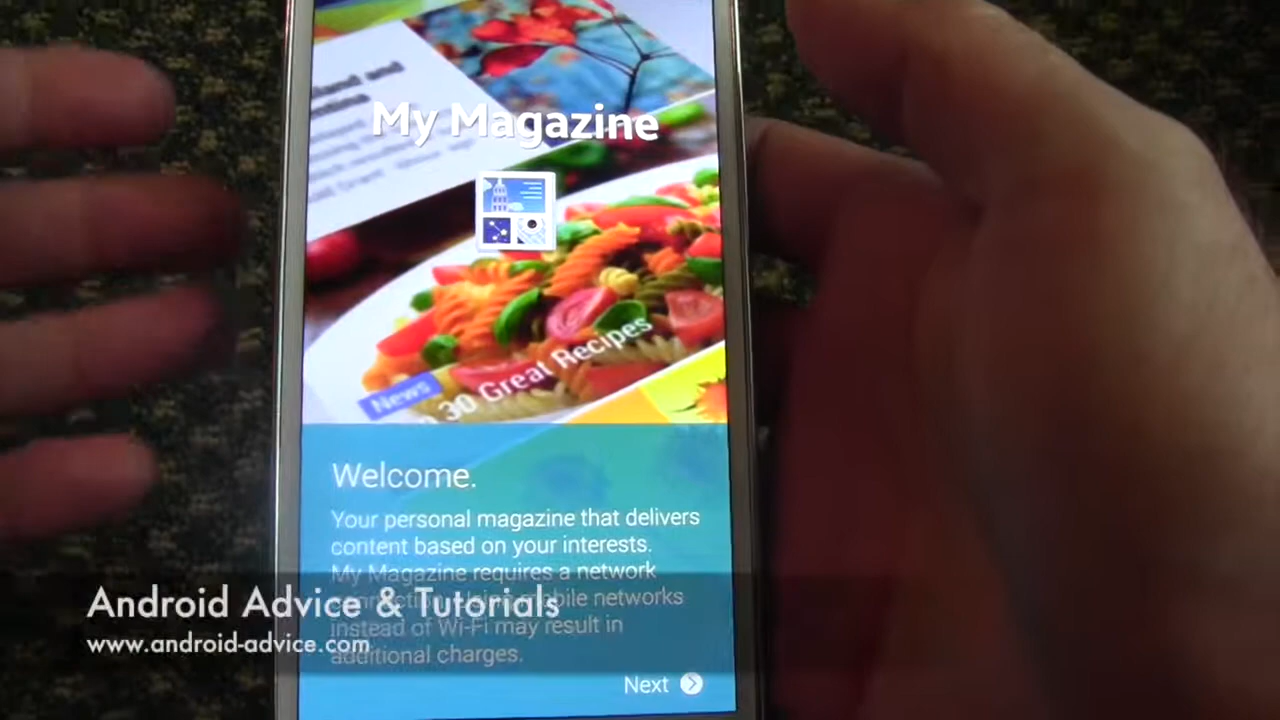 My Magazine
News
30 Great Recipes
Welcome.
Your personal magazine that delivers
content based on your interests.
My Magazine requires a network
connection. Using mobile networks
instead of Wi-Fi may result in
additional charges.
Android Advice & Tutorials
www.android-advice.com
Next